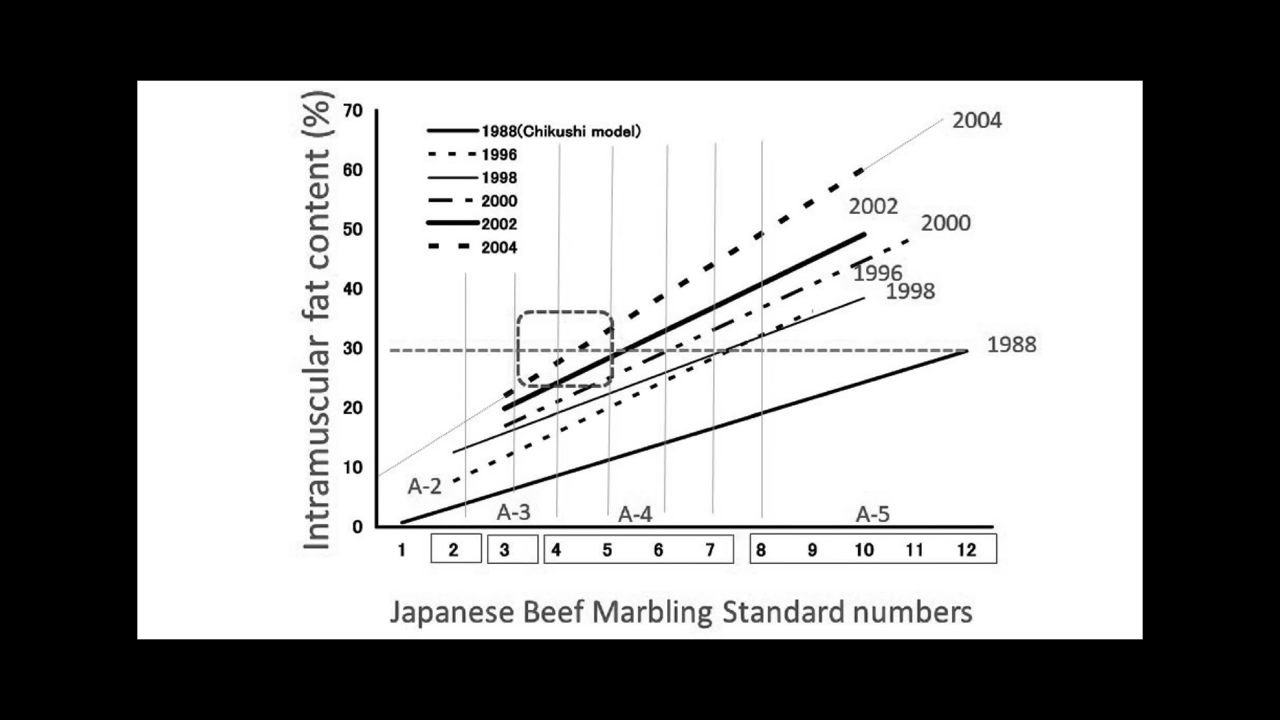 Intramuscular fat content (%)
70
60
50
40
30
20
10
0
1988(Chikushi model)
1996
1998
2000
2002
2004
2004
2002
2000
1996
1998
1988
A-2
A-3
A-4
A-5
1 2 3 4 5 6 7 8 9 10 11 12
Japanese Beef Marbling Standard numbers